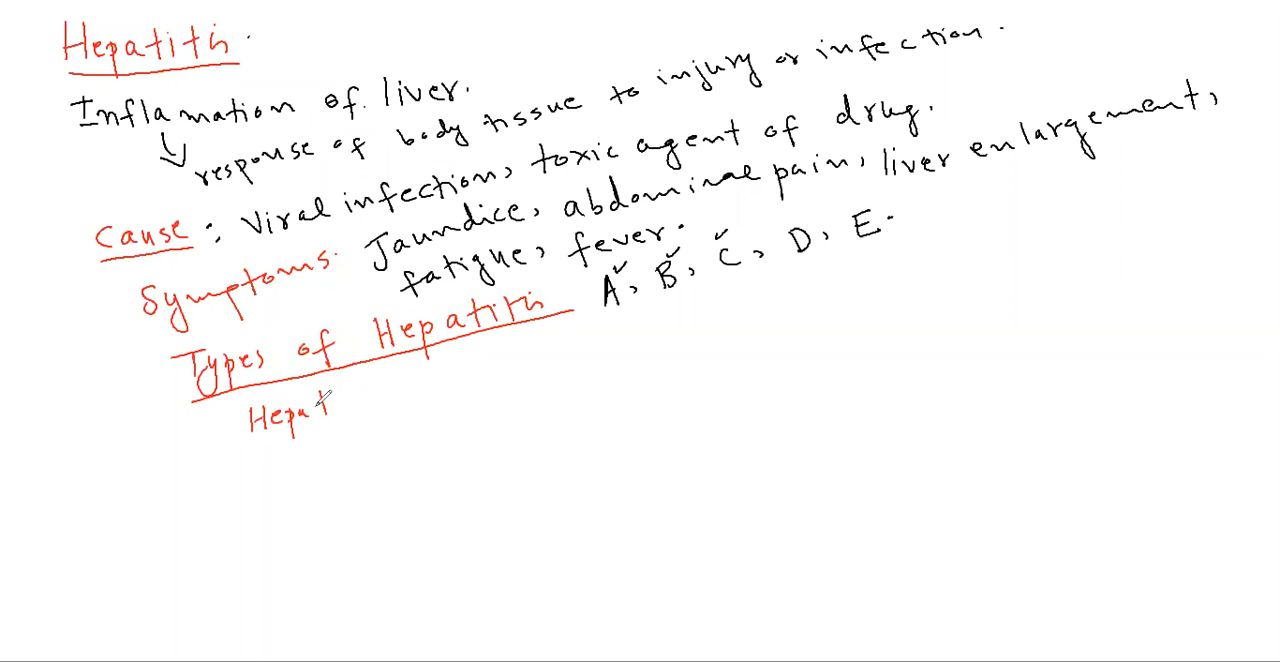 Hepatitis.
Inflamation of liver.
response of body tissue to injury or infection.
Cause: Viral infection, toxic agent of drug.
Symptoms. Jaundice, abdominal pain, liver enlargement,
fatigue, fever.
Types of Hepatitis A, B, C, D, E.
Hepat